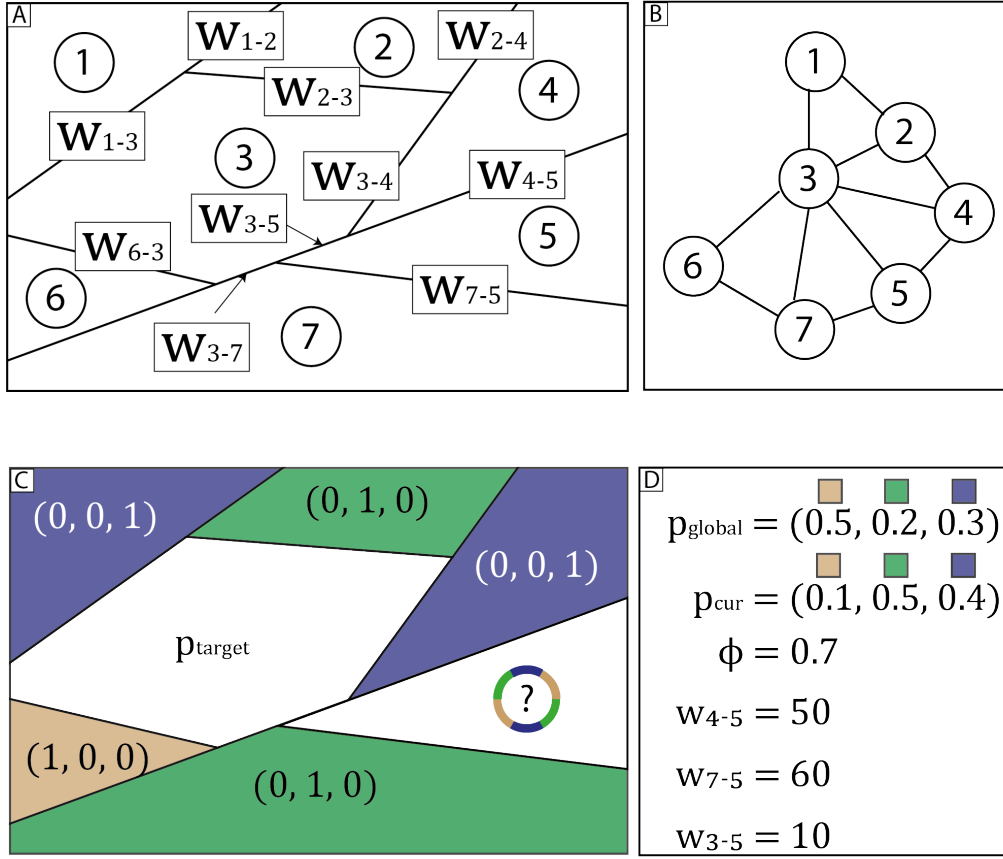 A
W1-2
2
W2-4
1
W2-3
4
W1-3
3
W3-4
W4-5
W3-5
W6-3
5
6
W7-5
W3-7
7
B
1
2
3
4
6
5
7
C
(0, 0, 1)
(0, 1, 0)
(0, 0, 1)
ptarget
?
(1, 0, 0)
(0, 1, 0)
D
pglobal = (0.5, 0.2, 0.3)
pcur = (0.1, 0.5, 0.4)
ϕ = 0.7
w4-5 = 50
w7-5 = 60
w3-5 = 10